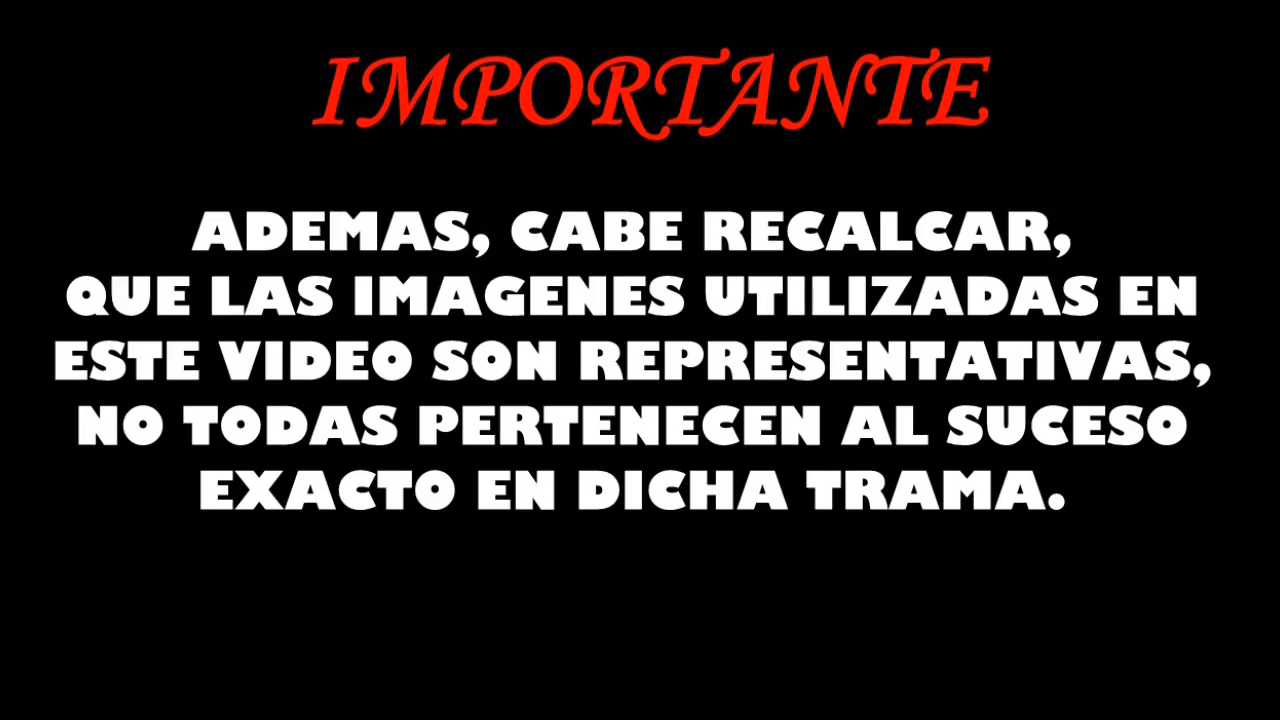 IMPORTANTE
ADEMAS, CABE RECALCAR,
QUE LAS IMAGENES UTILIZADAS EN
ESTE VIDEO SON REPRESENTATIVAS,
NO TODAS PERTENECEN AL SUCESO
EXACTO EN DICHA TRAMA.